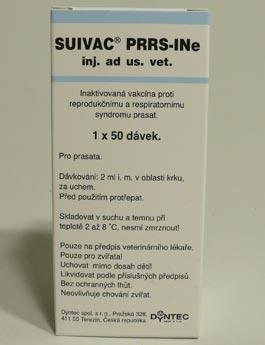 SUIVAC® PRRS-INe
inj. ad us. vet.
Inaktivovaná vakcína proti
reprodukčnímu a respiratornímu
syndromu prasat.
1 x 50 dávek.
Pro prasata.
Dávkování: 2 ml i. m. v oblasti krku,
za uchem.
Před použitím protřepat.
Skladovat v suchu a temnu při
teplotě 2 až 8 °C, nesmí zmrznout!
Pouze na předpis veterinárního lékaře.
Pouze pro zvířata!
Uchovat mimo dosah dětí!
Likvidovat podle příslušných předpisů.
Bez ochranných lhůt.
Neovlivňuje chování zvířat.
Dyntec spol. s r. o., Pražská 328,
411 55 Terezín, Česká republika
DYNTEC